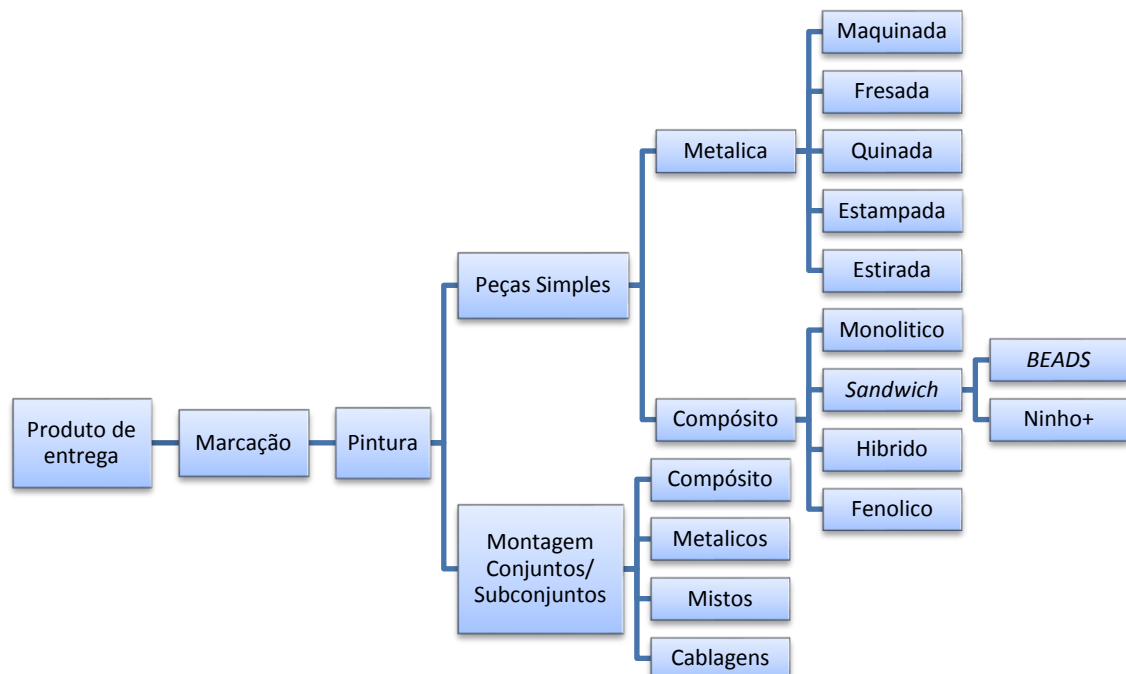 Produto de
entrega
Marcação
Pintura
Peças Simples
Metalica
Maquinada
Fresada
Quinada
Estampada
Estirada
Compósito
Monolitico
Sandwich
BEADS
Ninho+
Hibrido
Fenolico
Montagem
Conjuntos/
Subconjuntos
Compósito
Metalicos
Mistos
Cablagens